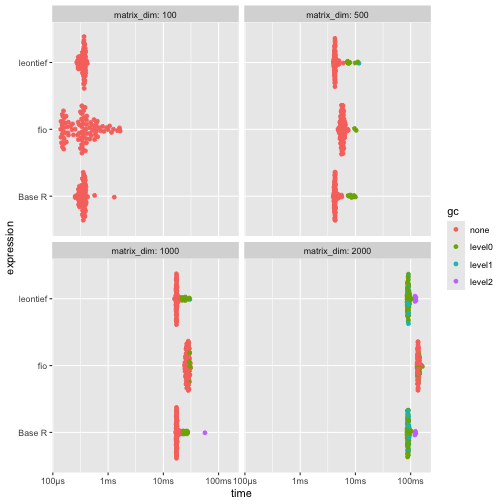 matrix_dim: 100
matrix_dim: 500
leontief
fio
Base R
matrix_dim: 1000
matrix_dim: 2000
leontief
fio
Base R
100µs 1ms 10ms 100ms
100µs 1ms 10ms 100ms
time
expression
gc
none
level0
level1
level2